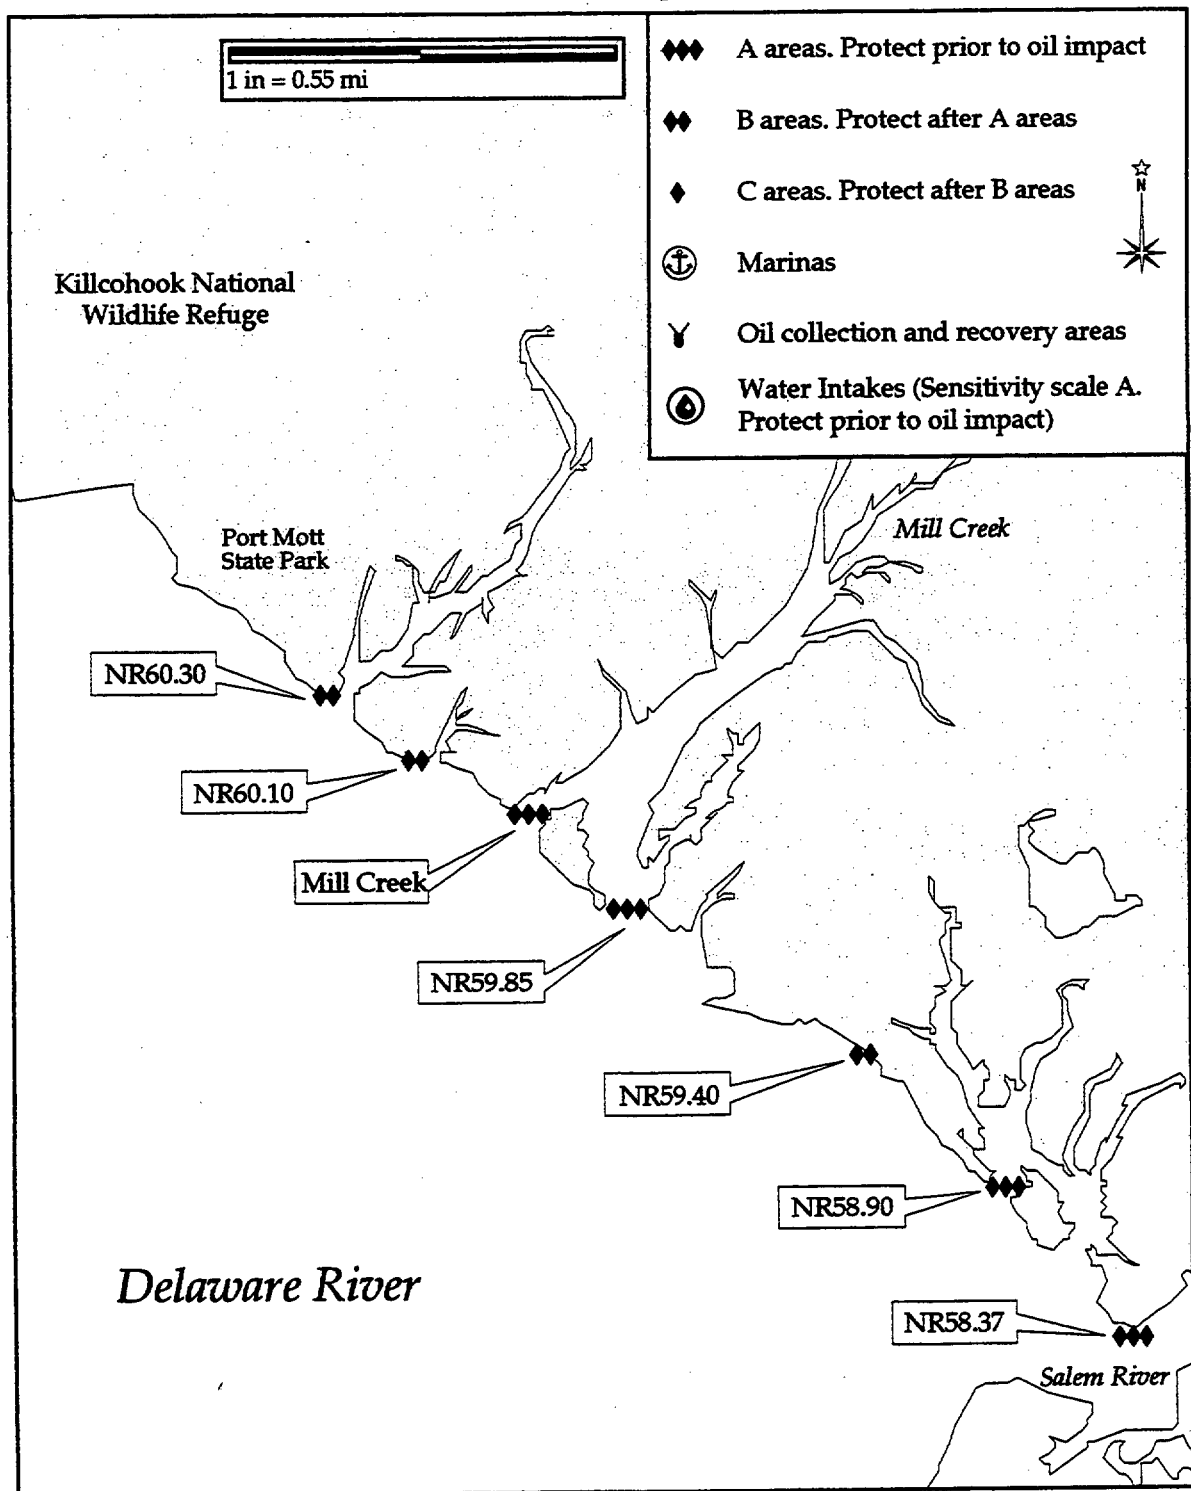 1 in = 0.55 mi
A areas. Protect prior to oil impact
B areas. Protect after A areas
C areas. Protect after B areas
N
Marinas
Oil collection and recovery areas
Water Intakes (Sensitivity scale A.
Protect prior to oil impact)
Killcohook National
Wildlife Refuge
Mill Creek
Port Mott
State Park
NR60.30
NR60.10
Mill Creek
NR59.85
NR59.40
NR58.90
Delaware River
NR58.37
Salem River